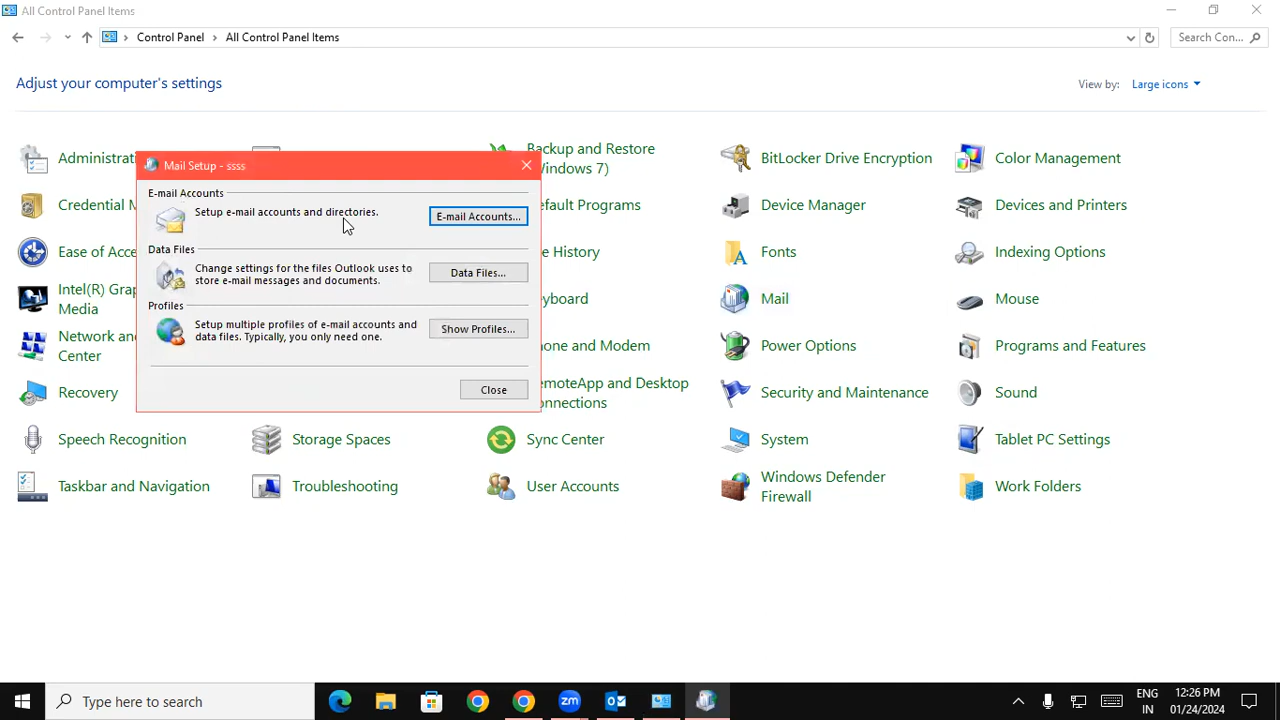 All Control Panel Items
Control Panel
All Control Panel Items
Search Con...
Adjust your computer's settings
View by:
Large icons
Administrati
Backup and Restore
Windows 7)
BitLocker Drive Encryption
Color Management
Mail Setup - ssss
E-mail Accounts
Setup e-mail accounts and directories.
E-mail Accounts...
Data Files
Change settings for the files Outlook uses to
store e-mail messages and documents.
Data Files...
Profiles
Setup multiple profiles of e-mail accounts and
data files. Typically, you only need one.
Show Profiles...
Close
Credential M
efault Programs
Device Manager
Devices and Printers
Ease of Acce
le History
Fonts
Indexing Options
Intel(R) Grap
Media
eyboard
Mail
Mouse
Network and
Center
hone and Modem
Power Options
Programs and Features
Recovery
emoteApp and Desktop
onnections
Security and Maintenance
Sound
Speech Recognition
Storage Spaces
Sync Center
System
Tablet PC Settings
Taskbar and Navigation
Troubleshooting
User Accounts
Windows Defender
Firewall
Work Folders
Type here to search
zm
ENG
IN
12:26 PM
01/24/2024